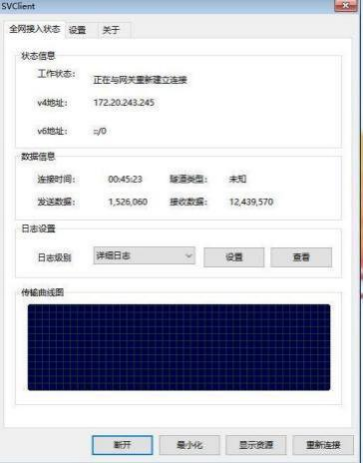 SVClient
全网接入状态 设置 关于
状态信息
工作状态: 正在与网关重新建立连接
v4地址: 172.20.243.245
v6地址: ::/0
数据信息
连接时间: 00:45:23 隧道类型: 未知
发送数据: 1,526,060 接收数据: 12,439,570
日志设置
日志级别 详细日志 设置 查看
传输曲线图
断开 最小化 显示资源 重新连接